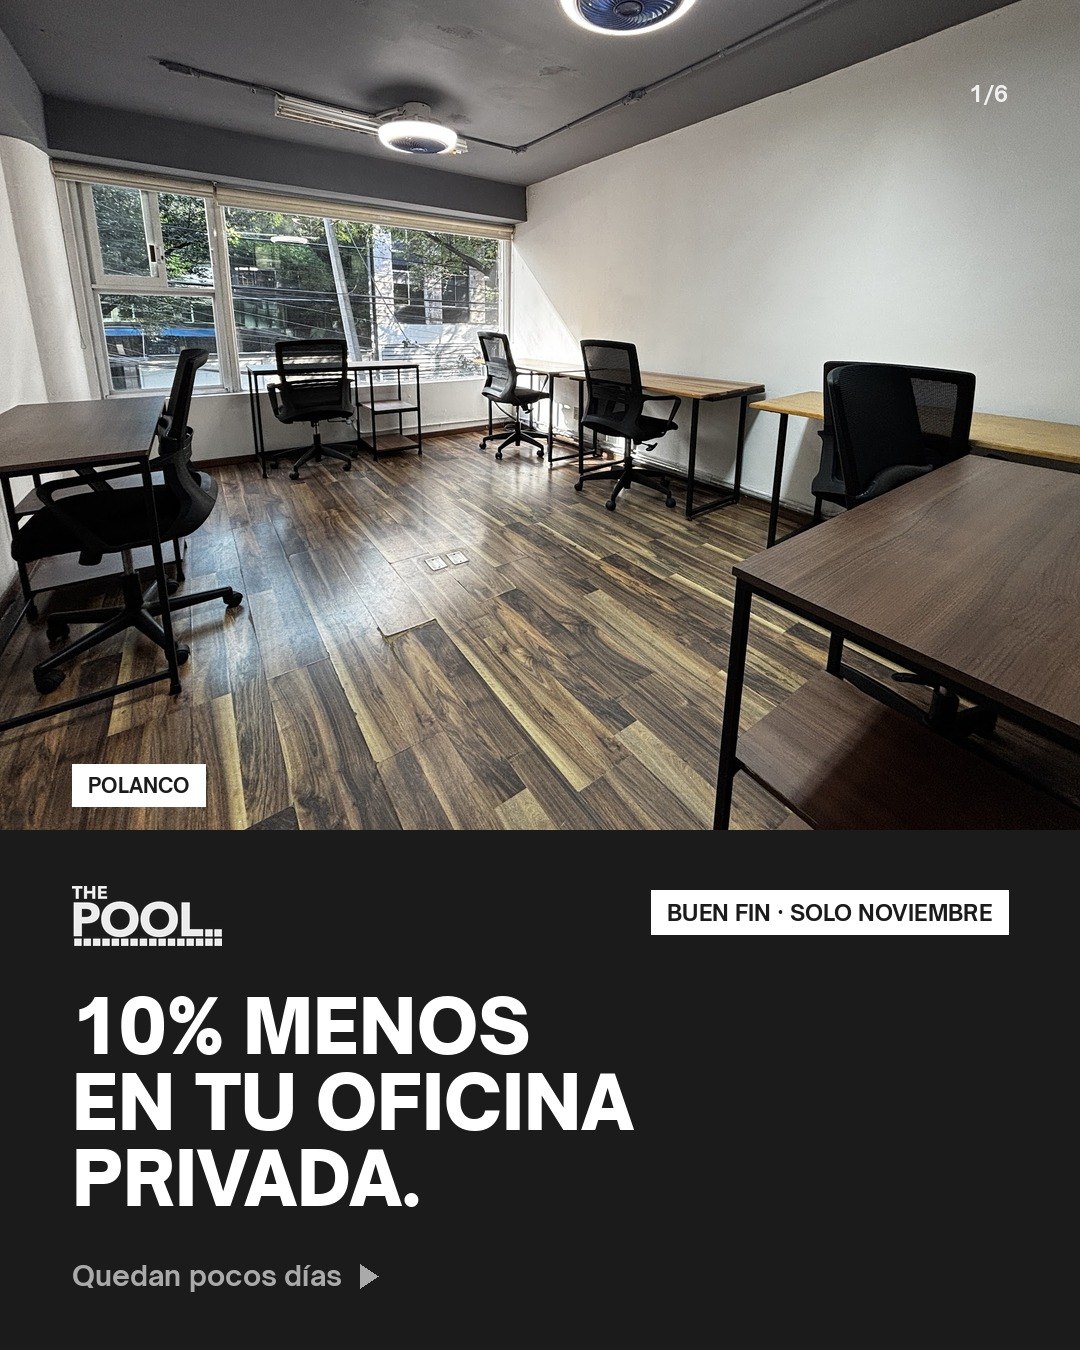 1/6
POLANCO
THE
POOL
BUEN FIN · SOLO NOVIEMBRE
10% MENOS
EN TU OFICINA
PRIVADA.
Quedan pocos días